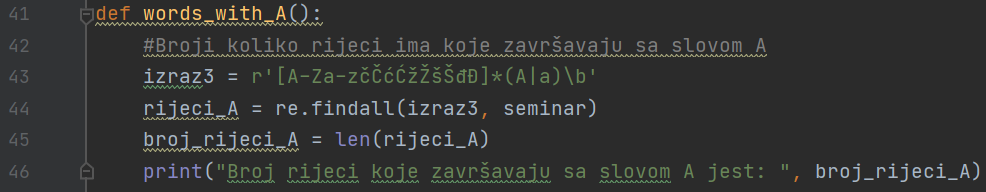 41 def words_with_A():
42 #Broji koliko rijeci ima koje završavaju sa slovom A
43 izraz3 = r'[A-Za-zčČćĆžŽšŠđĐ]*(A|a)\b'
44 rijeci_A = re.findall(izraz3, seminar)
45 broj_rijeci_A = len(rijeci_A)
46 print("Broj rijeci koje završavaju sa slovom A jest: ", broj_rijeci_A)